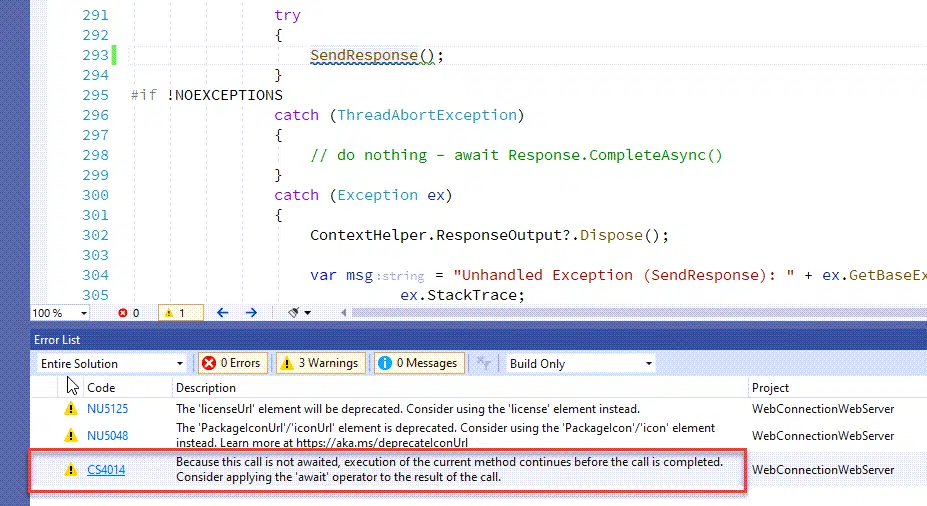 291 try
292 {
293 SendResponse();
294 }
295 #if !NOEXCEPTIONS
296 catch (ThreadAbortException)
297 {
298 // do nothing – await Response.CompleteAsync()
299 }
300 catch (Exception ex)
301 {
302 ContextHelper.ResponseOutput?.Dispose();
303
304 var msg:string = "Unhandled Exception (SendResponse): " + ex.GetBaseEx
305 ex.StackTrace;
100 % 0 1
Error List
Entire Solution 0 Errors 3 Warnings 0 Messages Build Only
Code Description Project
NU5125 The 'licenseUrl' element will be deprecated. Consider using the 'license' element instead. WebConnectionWebServer
NU5048 The 'PackageIconUrl'/'iconUrl' element is deprecated. Consider using the 'PackageIcon'/'icon' element WebConnectionWebServer
instead. Learn more at https://aka.ms/deprecateIconUrl
CS4014 Because this call is not awaited, execution of the current method continues before the call is completed. WebConnectionWebServer
Consider applying the 'await' operator to the result of the call.